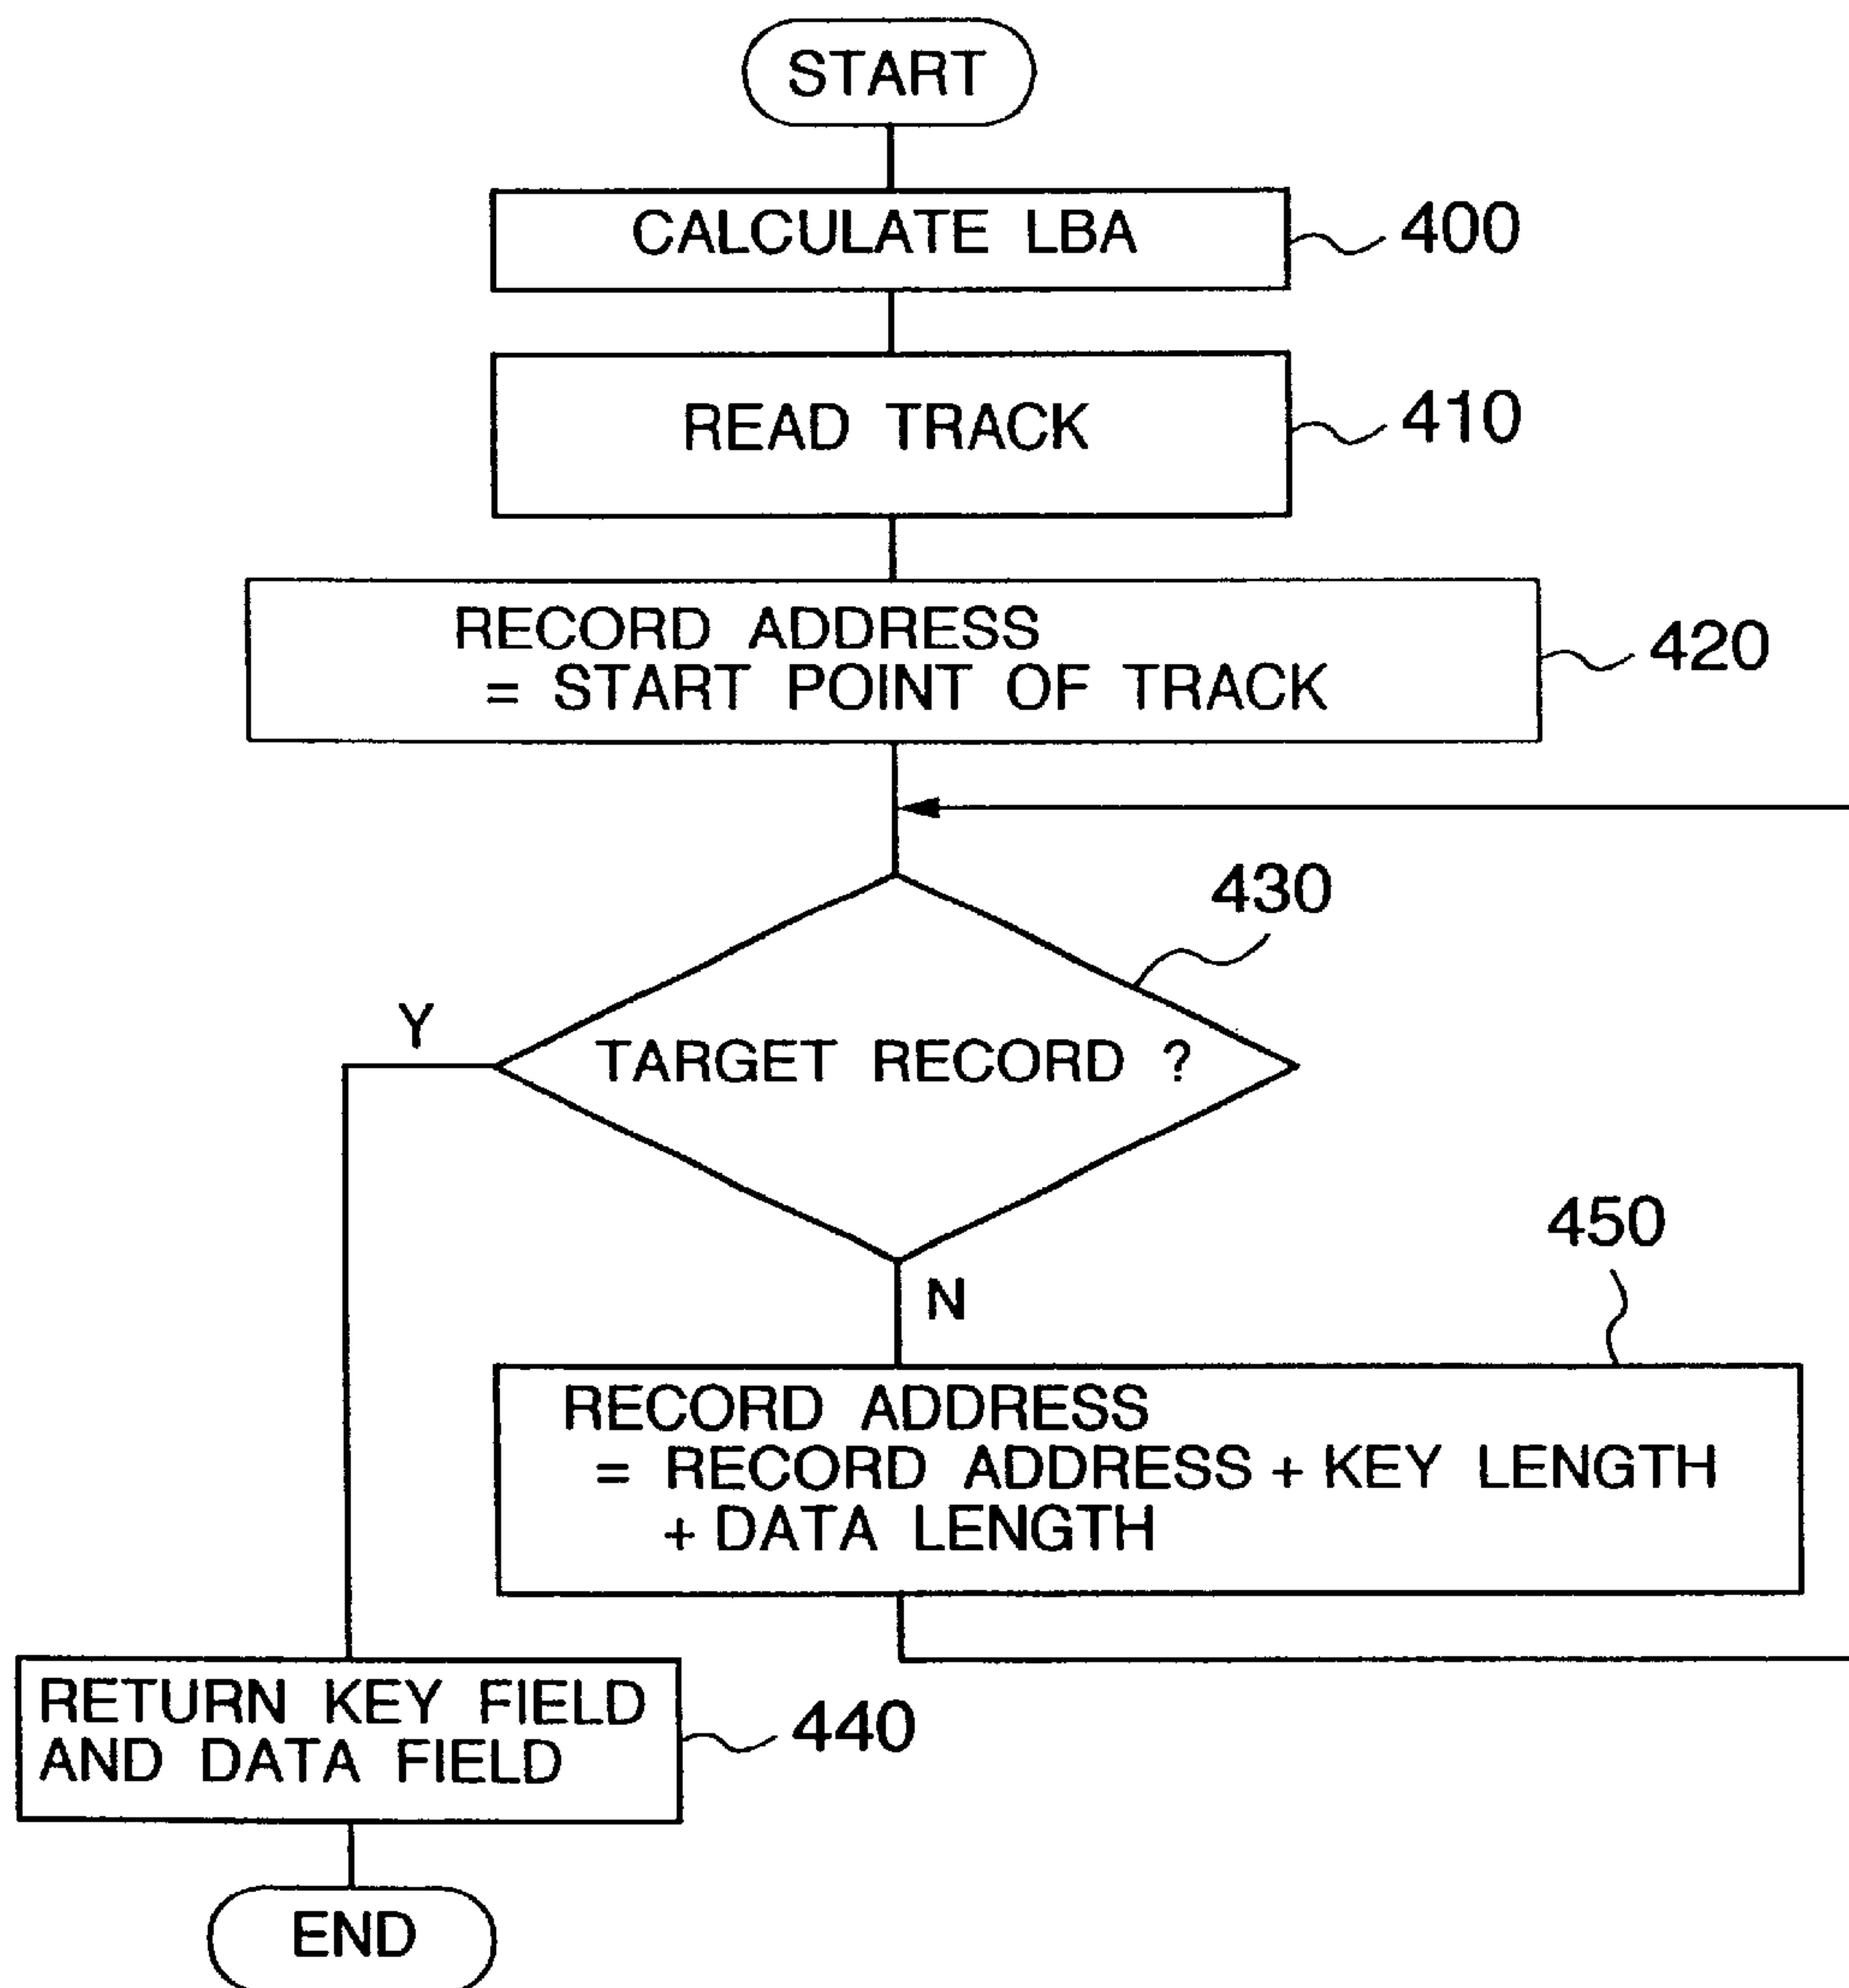 START
CALCULATE LBA
400
READ TRACK
410
RECORD ADDRESS
= START POINT OF TRACK
420
430
Y
TARGET RECORD ?
N
450
RECORD ADDRESS
= RECORD ADDRESS + KEY LENGTH
+ DATA LENGTH
RETURN KEY FIELD
AND DATA FIELD
440
END